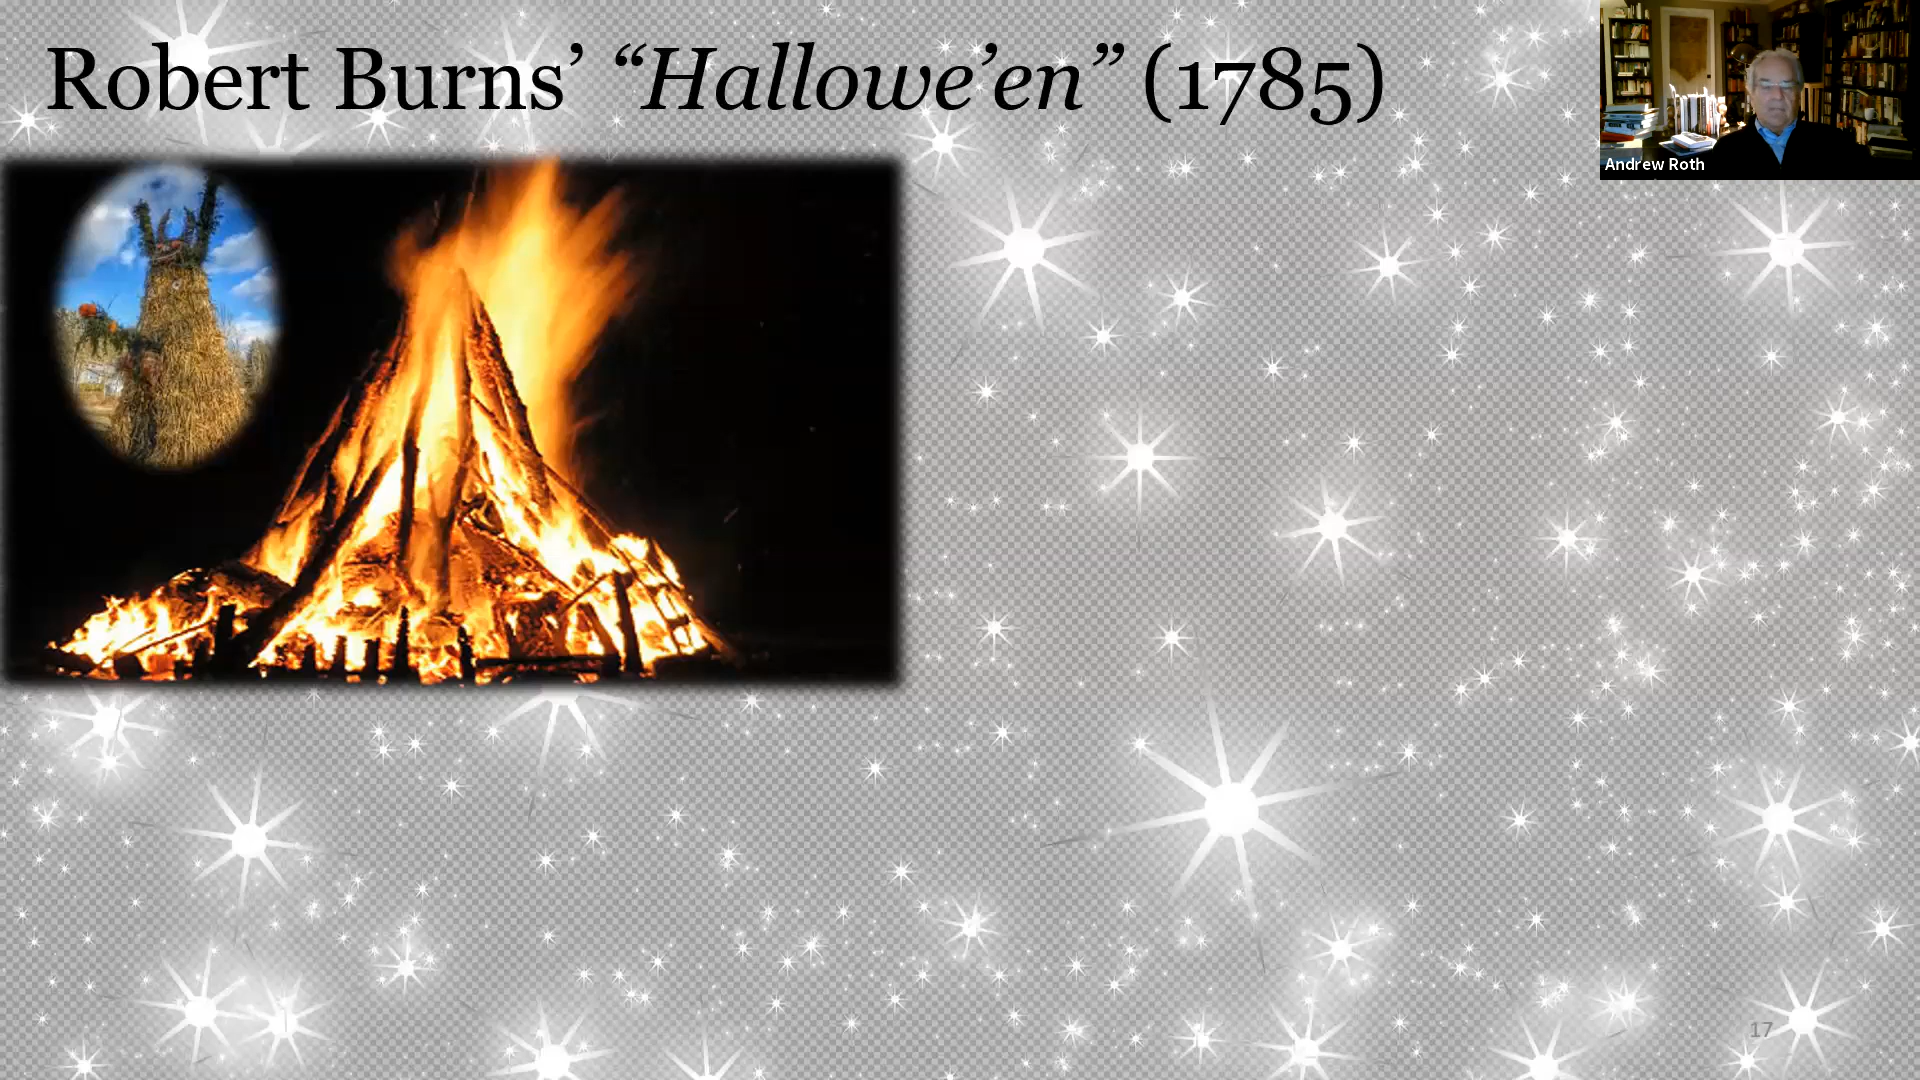 Robert Burns’ “Hallowe’en” (1785)
Andrew Roth
17